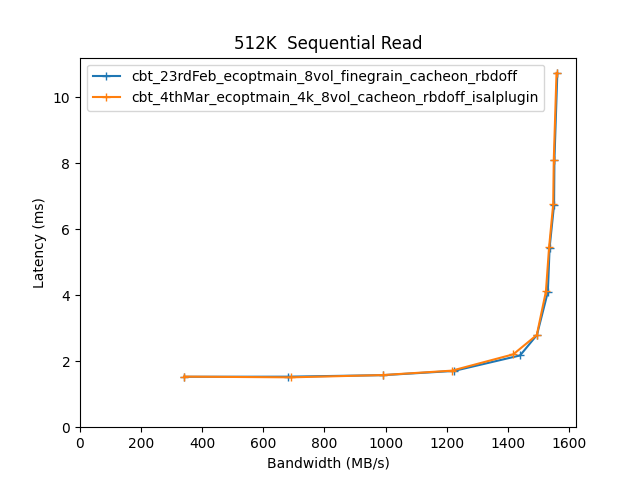 512K  Sequential Read
cbt_23rdFeb_ecoptmain_8vol_finegrain_cacheon_rbdoff
cbt_4thMar_ecoptmain_4k_8vol_cacheon_rbdoff_isalplugin
Latency (ms)
10
8
6
4
2
0
0 200 400 600 800 1000 1200 1400 1600
Bandwidth (MB/s)